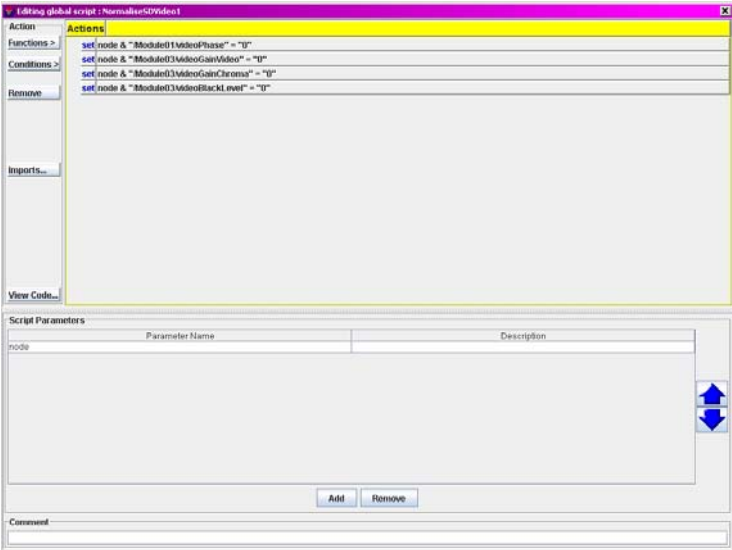 Editing global script : NormaliseSDVideo1
Action
Actions
Functions >
set node & "/Module01/videoPhase" = "0"
set node & "/Module03/videoGainVideo" = "0"
Conditions >
set node & "/Module03/videoGainChroma" = "0"
set node & "/Module03/videoBlackLevel" = "0"
Remove
Imports...
View Code...
Script Parameters
Parameter Name Description
node
Add Remove
Comment